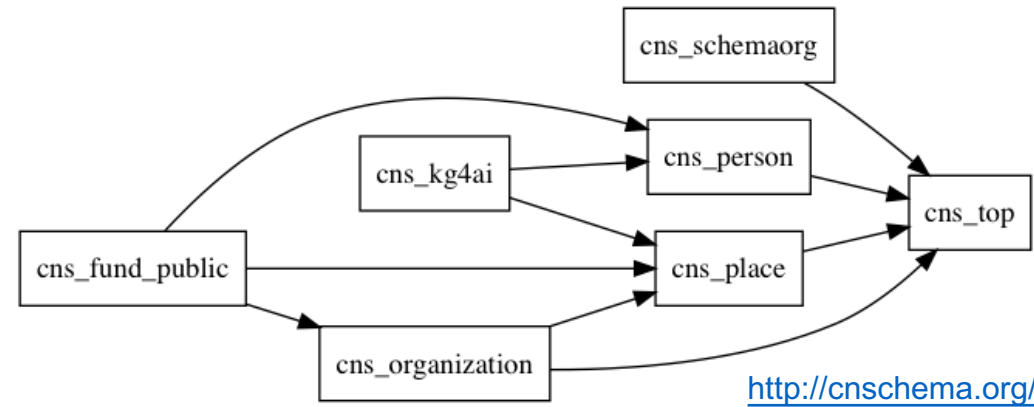 cns_schemaorg
cns_person
cns_kg4ai
cns_top
cns_fund_public
cns_place
cns_organization
http://cnschema.org/